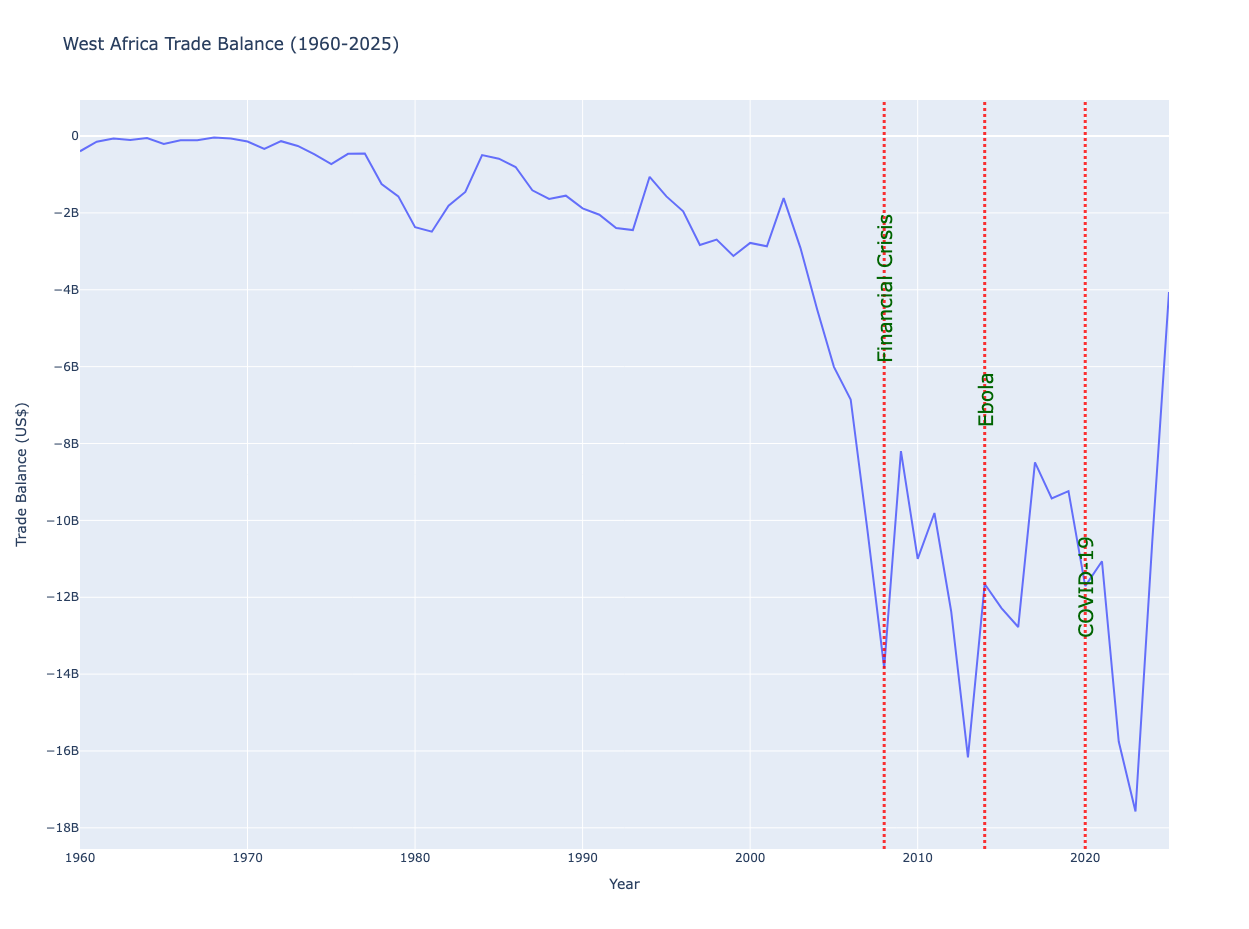 West Africa Trade Balance (1960-2025)
0
−2B
−4B
−6B
−8B
−10B
−12B
−14B
−16B
−18B
Trade Balance (US$)
Financial Crisis
Ebola
COVID-19
1960
1970
1980
1990
2000
2010
2020
Year